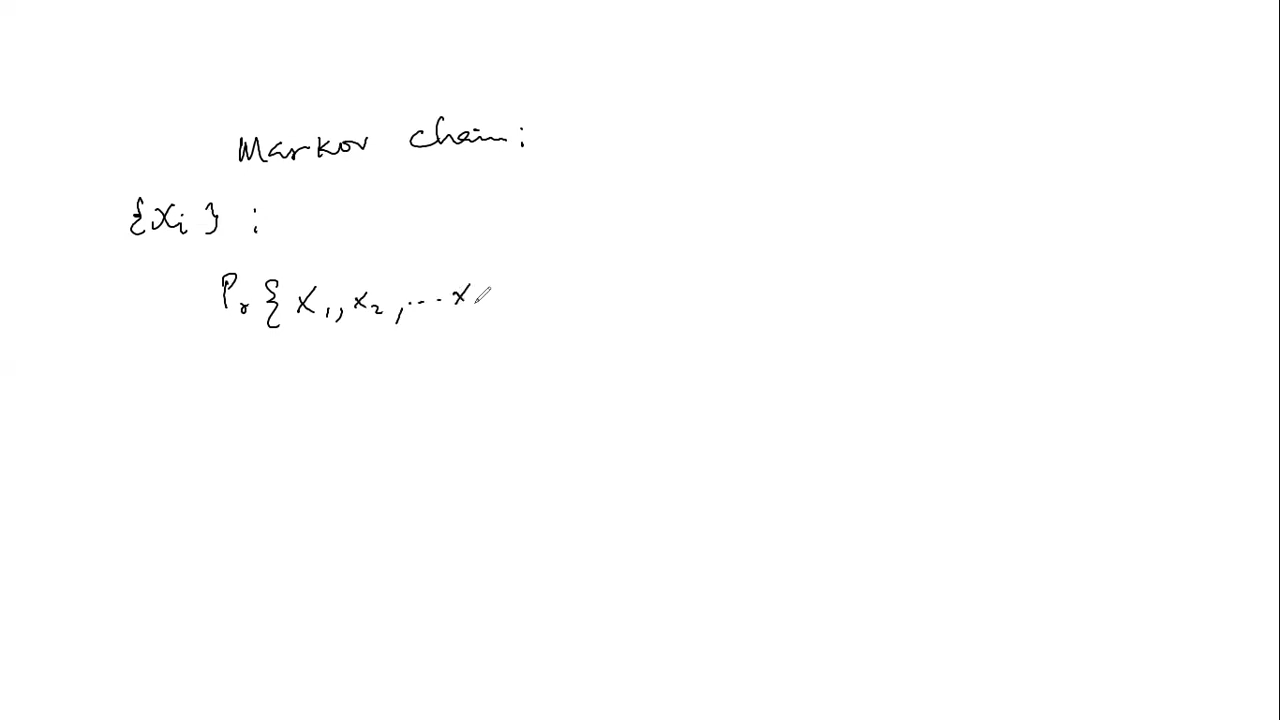 Markov chain:
{Xi} :
Pr { X1, X2, ... X